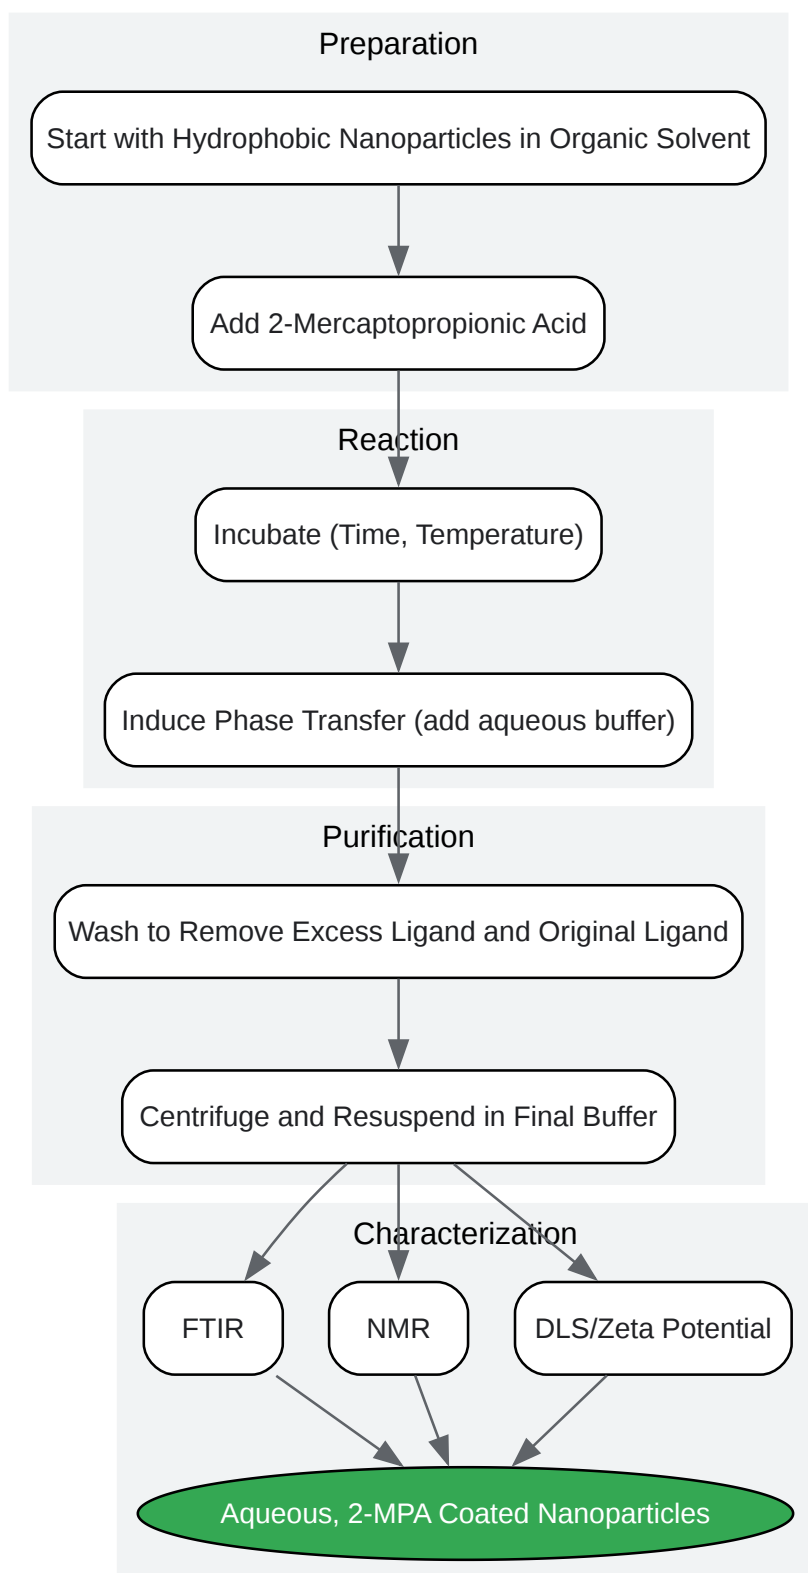 Preparation
Start with Hydrophobic Nanoparticles in Organic Solvent
Add 2-Mercaptopropionic Acid
Reaction
Incubate (Time, Temperature)
Induce Phase Transfer (add aqueous buffer)
Purification
Wash to Remove Excess Ligand and Original Ligand
Centrifuge and Resuspend in Final Buffer
Characterization
FTIR
NMR
DLS/Zeta Potential
Aqueous, 2-MPA Coated Nanoparticles